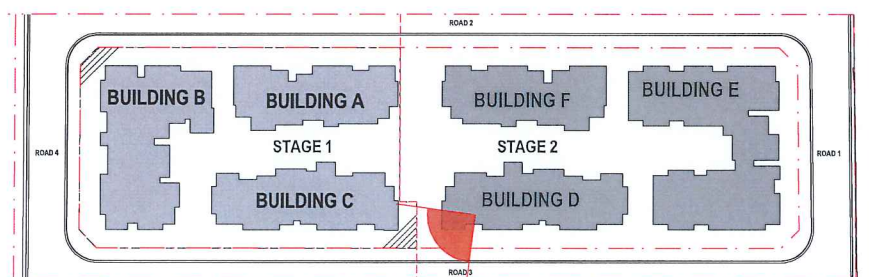 ROAD 2
BUILDING B
BUILDING A
BUILDING F
BUILDING E
STAGE 1
STAGE 2
ROAD 4
ROAD 1
BUILDING C
BUILDING D
ROAD 3